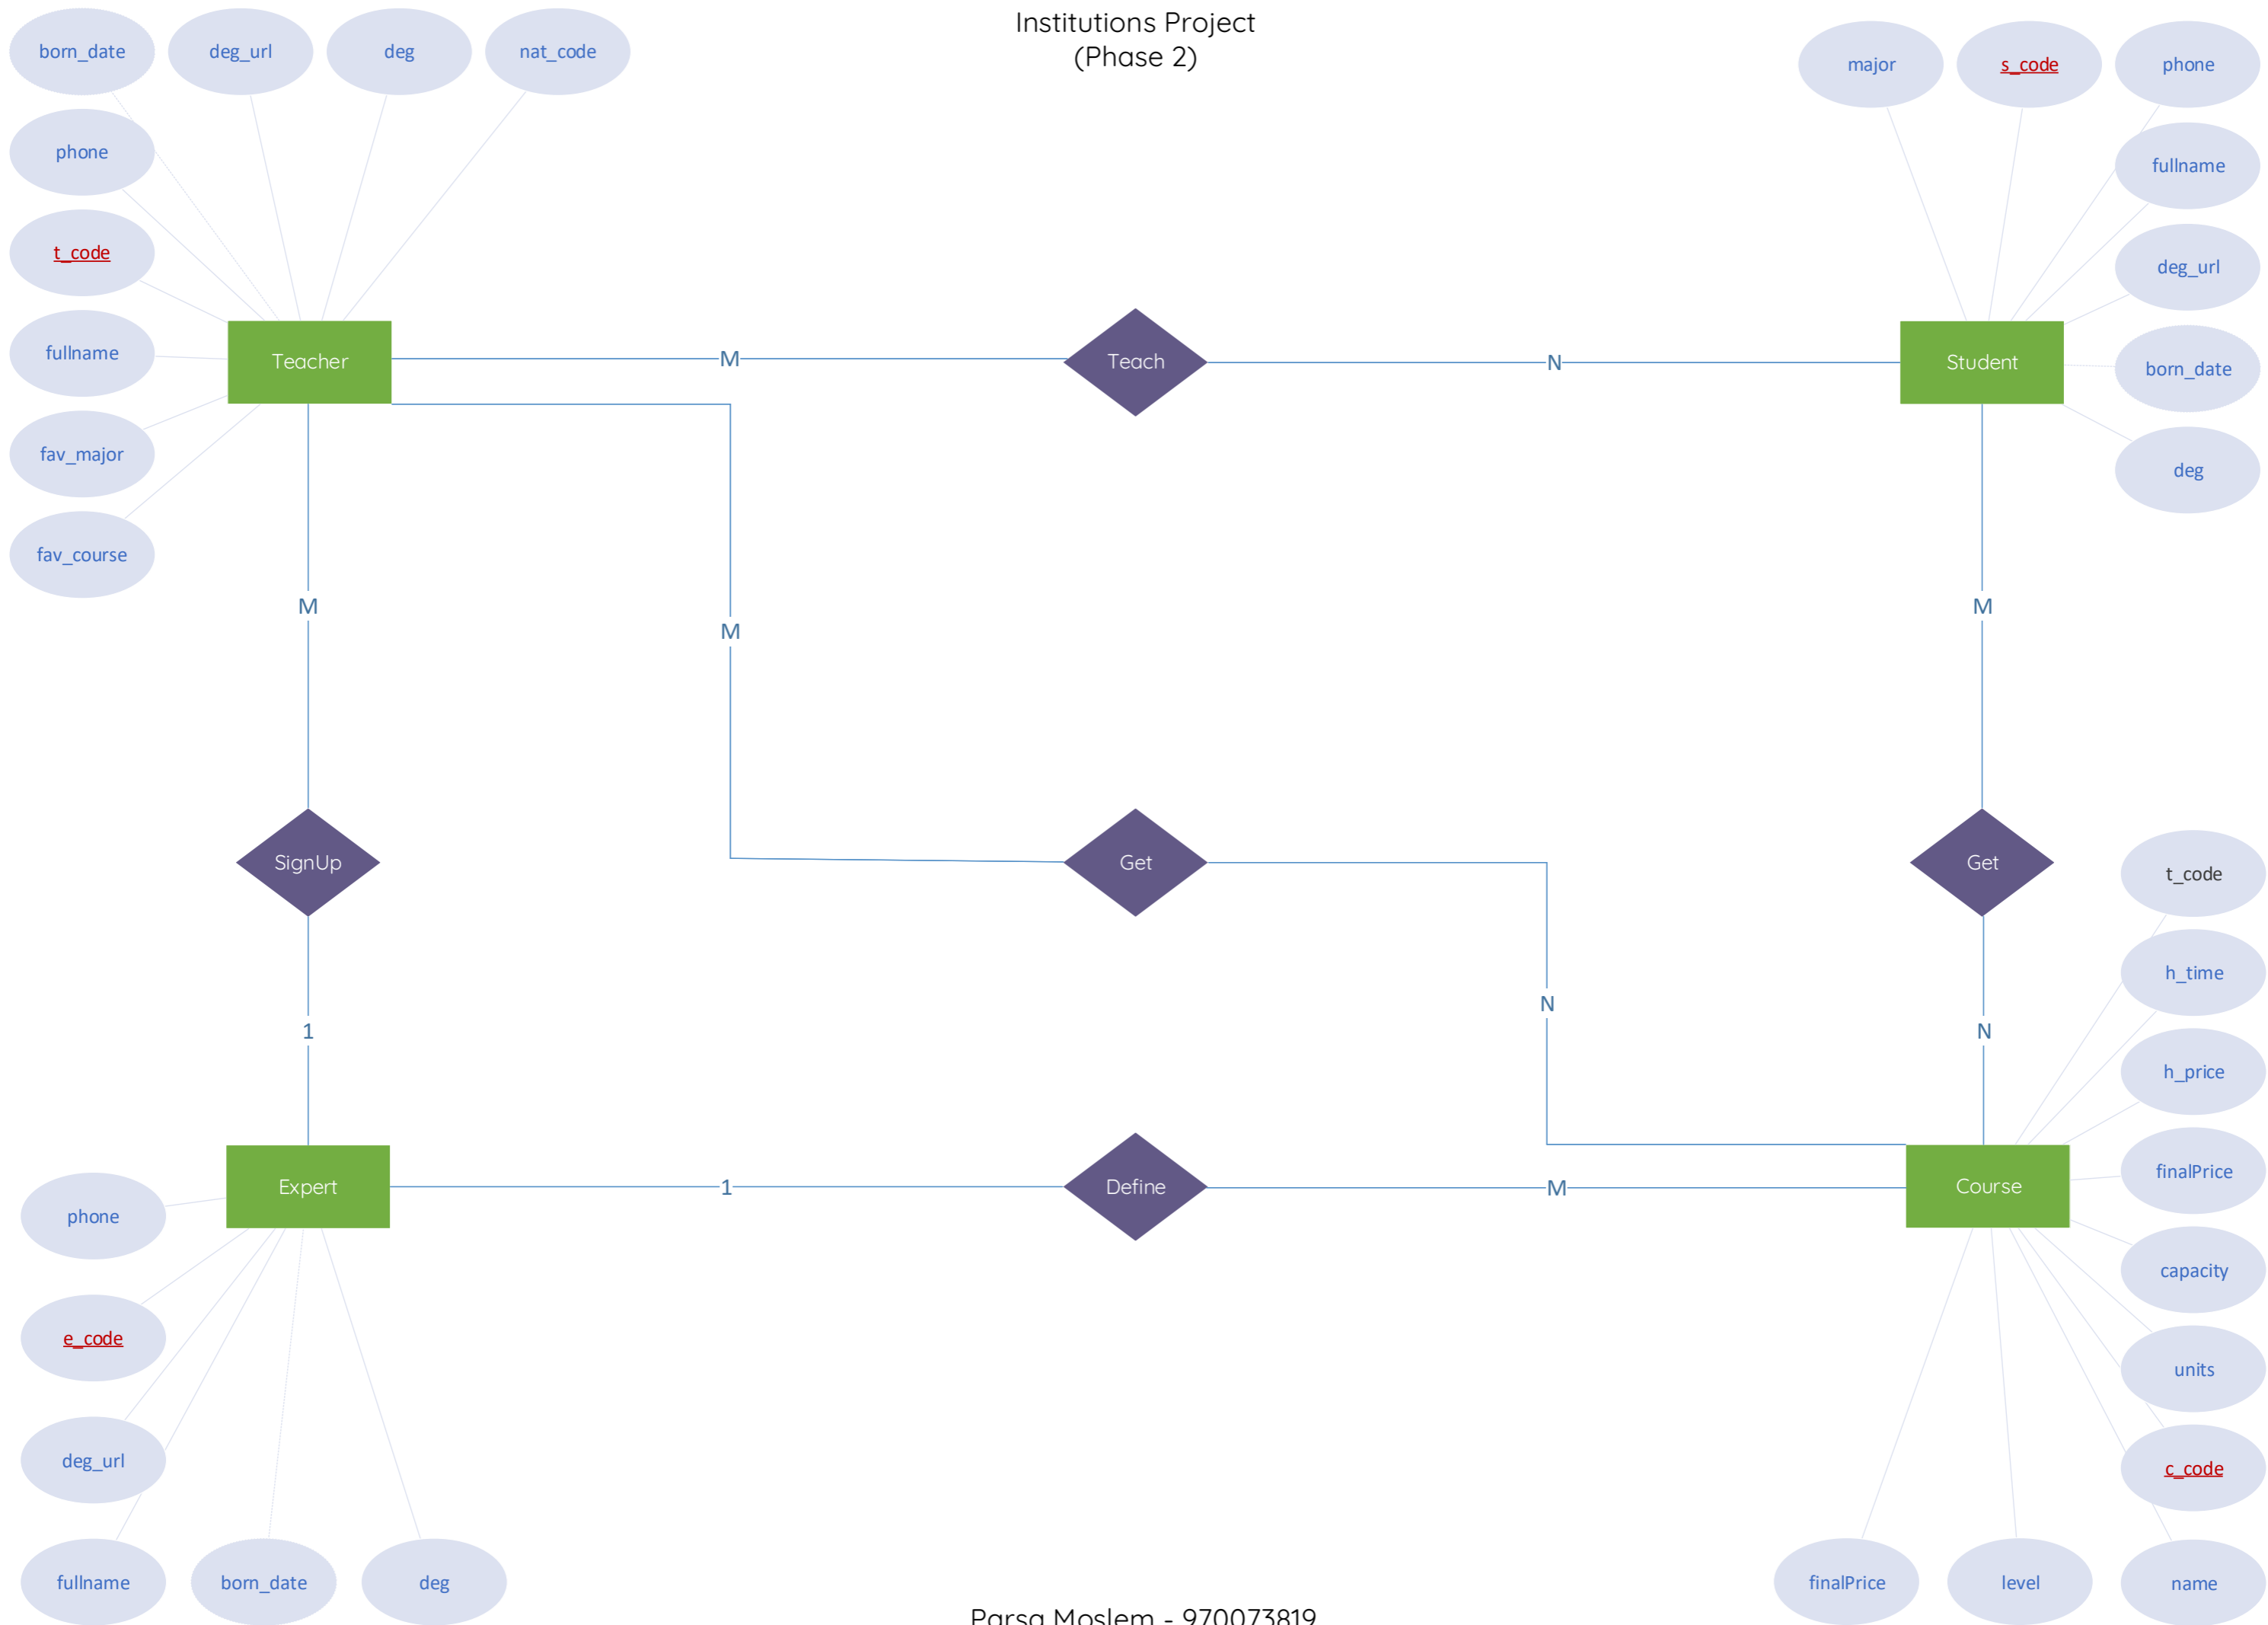 Institutions Project
(Phase 2)
born_date
deg_url
deg
nat_code
major
s_code
phone
phone
fullname
t_code
deg_url
fullname
Teacher
M
Teach
N
Student
born_date
fav_major
deg
fav_course
M
M
M
SignUp
Get
Get
t_code
h_time
N
1
N
h_price
finalPrice
Expert
1
Define
M
Course
phone
capacity
e_code
units
deg_url
c_code
fullname
born_date
deg
finalPrice
level
name
Parsa Moslem - 970073819